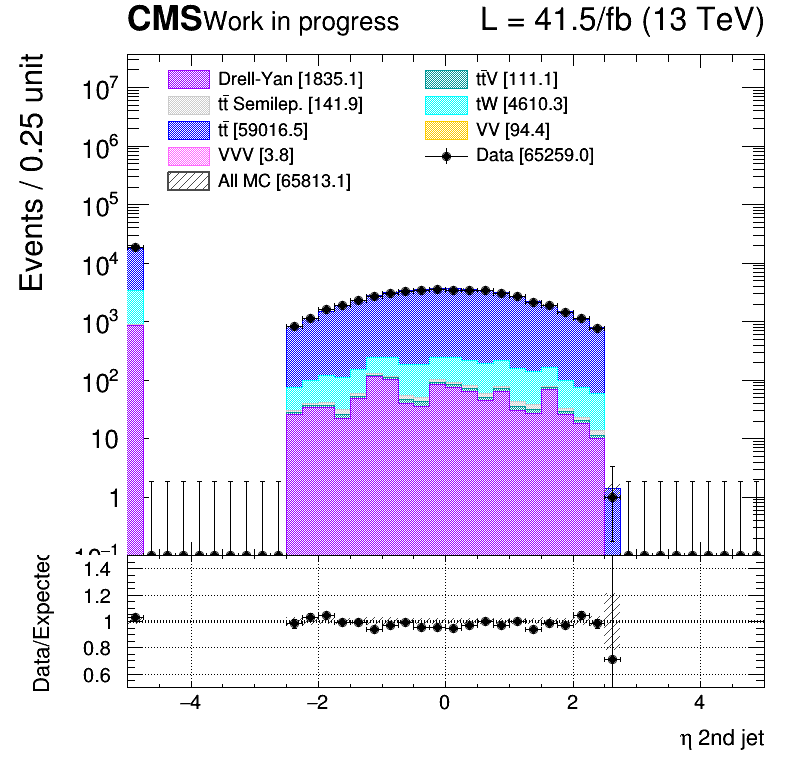 CMS Work in progress L = 41.5/fb (13 TeV)
Events / 0.25 unit
10⁷
10⁶
10⁵
10⁴
10³
10²
10
1
10⁻¹
Drell-Yan [1835.1]
tt̄ Semilep. [141.9]
tt̄ [59016.5]
VVV [3.8]
All MC [65813.1]
tt̄V [111.1]
tW [4610.3]
VV [94.4]
Data [65259.0]
Data/Expected
1.4
1.2
1
0.8
0.6
−4 −2 0 2 4
η 2nd jet